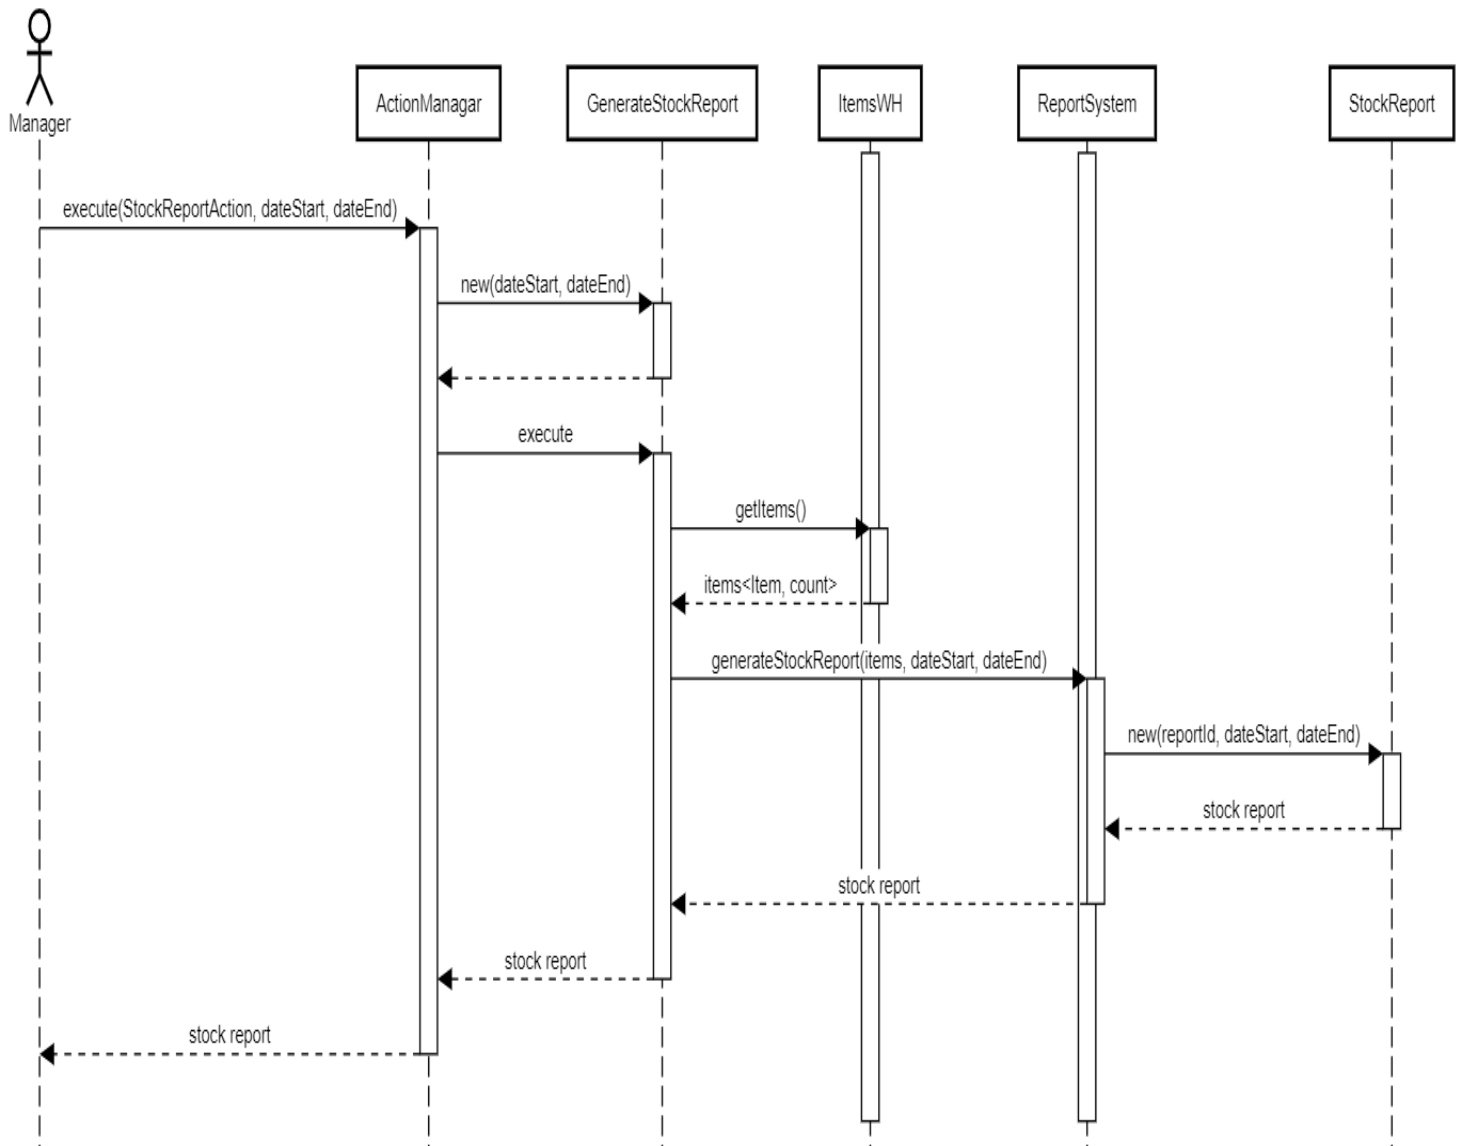 Manager
ActionManagar
GenerateStockReport
ItemsWH
ReportSystem
StockReport
execute(StockReportAction, dateStart, dateEnd)
new(dateStart, dateEnd)
execute
getItems()
items<Item, count>
generateStockReport(items, dateStart, dateEnd)
new(reportId, dateStart, dateEnd)
stock report
stock report
stock report
stock report